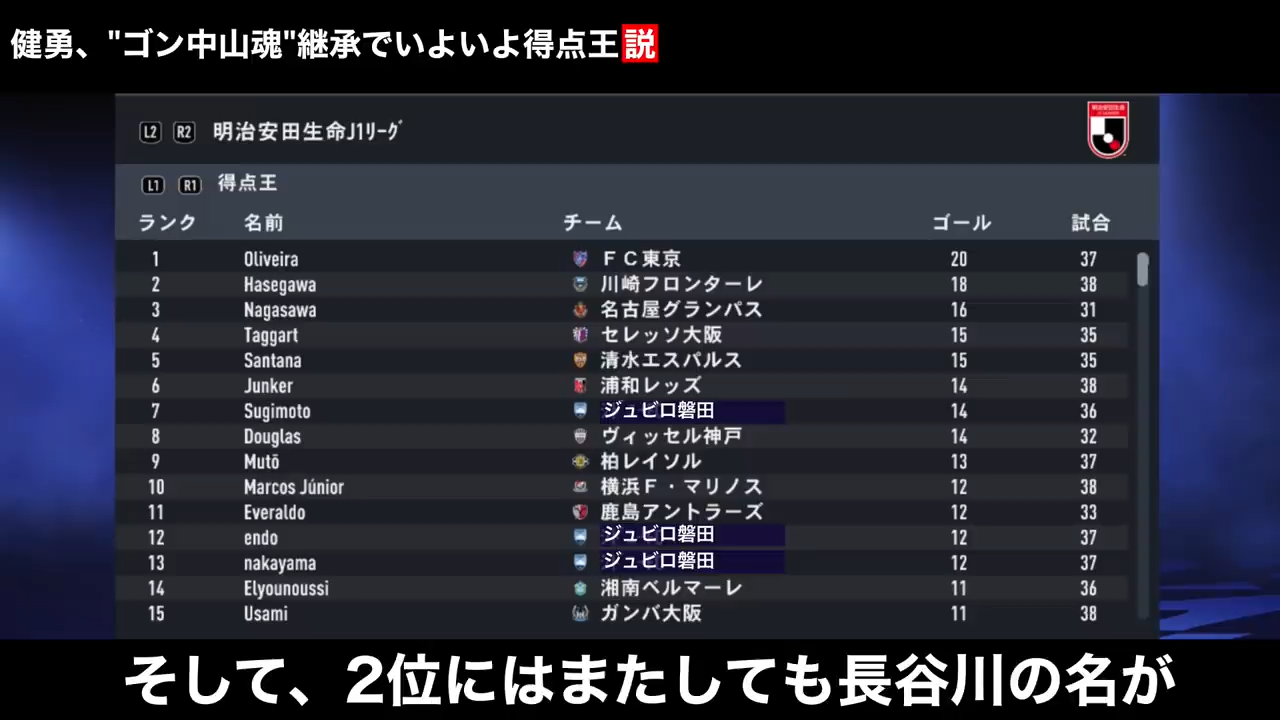 健勇、"ゴン中山魂"継承でいよいよ得点王説
L2 R2 明治安田生命J1リーグ
L1 R1 得点王
ランク 名前 チーム ゴール 試合
1 Oliveira ＦＣ東京 20 37
2 Hasegawa 川崎フロンターレ 18 38
3 Nagasawa 名古屋グランパス 16 31
4 Taggart セレッソ大阪 15 35
5 Santana 清水エスパルス 15 35
6 Junker 浦和レッズ 14 38
7 Sugimoto ジュビロ磐田 14 36
8 Douglas ヴィッセル神戸 14 32
9 Mutō 柏レイソル 13 37
10 Marcos Júnior 横浜Ｆ・マリノス 12 38
11 Everaldo 鹿島アントラーズ 12 33
12 endo ジュビロ磐田 12 37
13 nakayama ジュビロ磐田 12 37
14 Elyounoussi 湘南ベルマーレ 11 36
15 Usami ガンバ大阪 11 38
そして、2位にはまたしても長谷川の名が